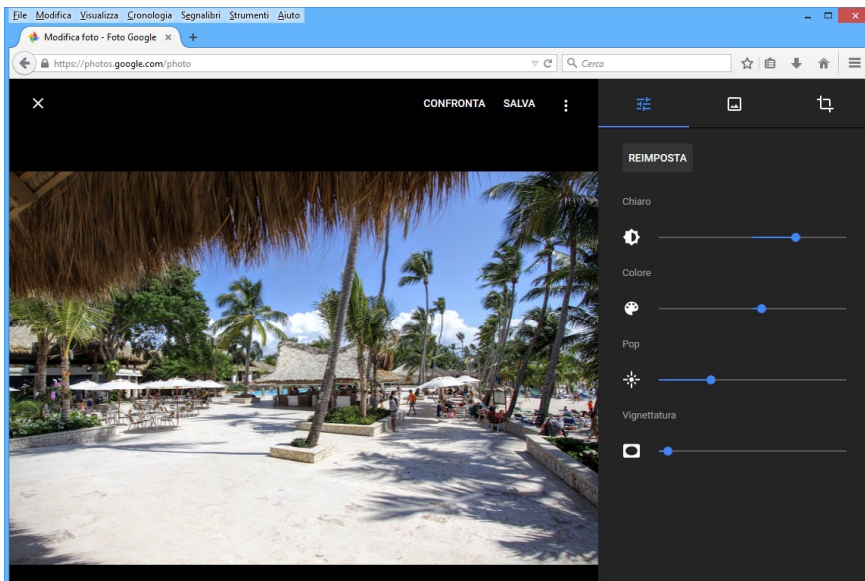 File Modifica Visualizza Cronologia Segnalibri Strumenti Aiuto
Modifica foto - Foto Google
https://photos.google.com/photo
Cerca
CONFRONTA SALVA
REIMPOSTA
Chiaro
Colore
Pop
Vignettatura